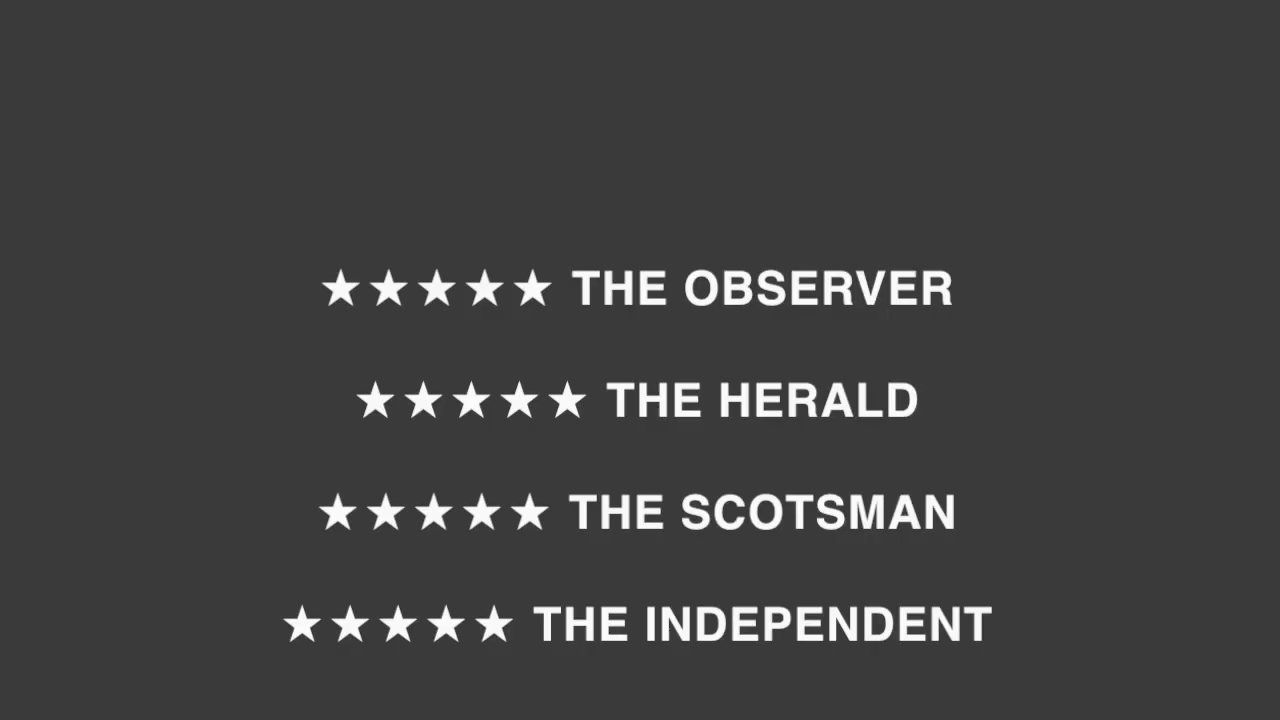 ★★★★★ THE OBSERVER
★★★★★ THE HERALD
★★★★★ THE SCOTSMAN
★★★★★ THE INDEPENDENT